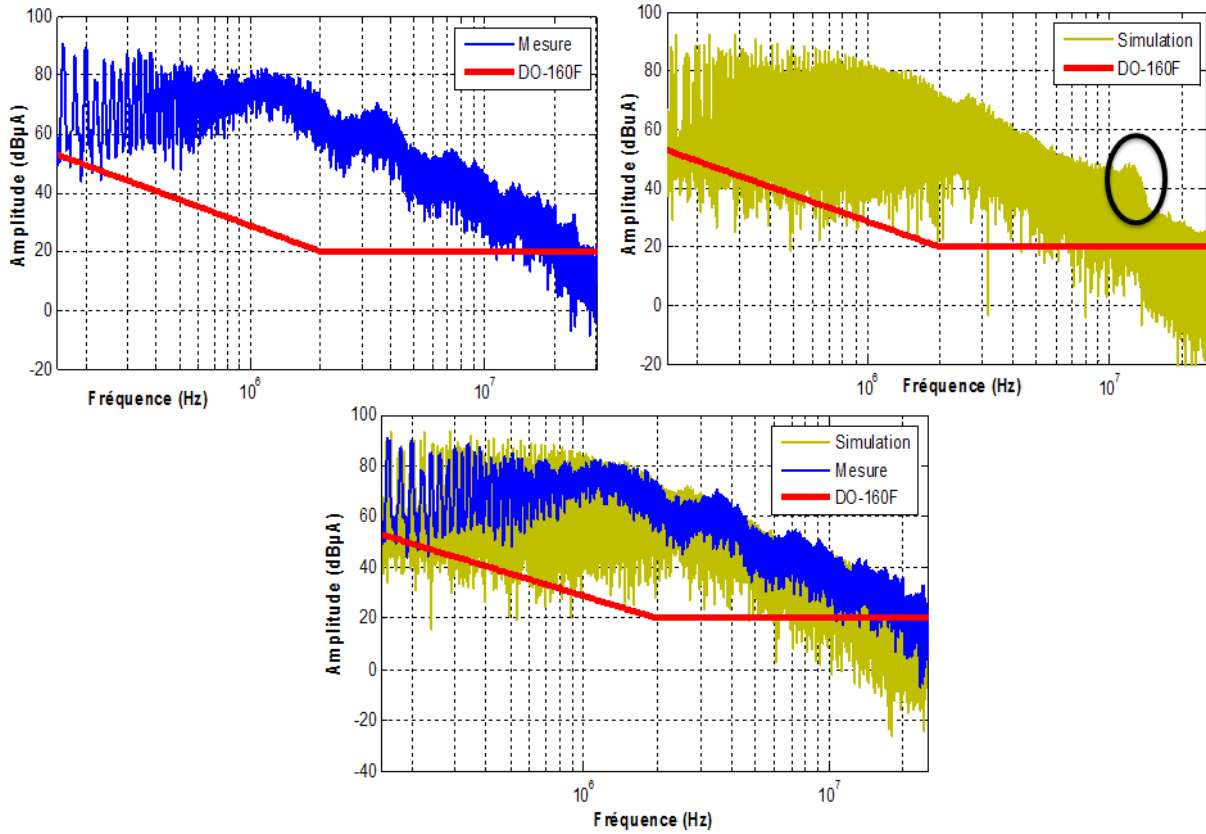 100
80
60
40
20
0
-20
Amplitude (dBµA)
Mesure
DO-160F
10⁶
10⁷
Fréquence (Hz)
100
80
60
40
20
0
-20
Amplitude (dBuA)
Simulation
DO-160F
10⁶
10⁷
Fréquence (Hz)
100
80
60
40
20
0
-20
-40
Amplitude (dBµA)
Simulation
Mesure
DO-160F
10⁶
10⁷
Fréquence (Hz)